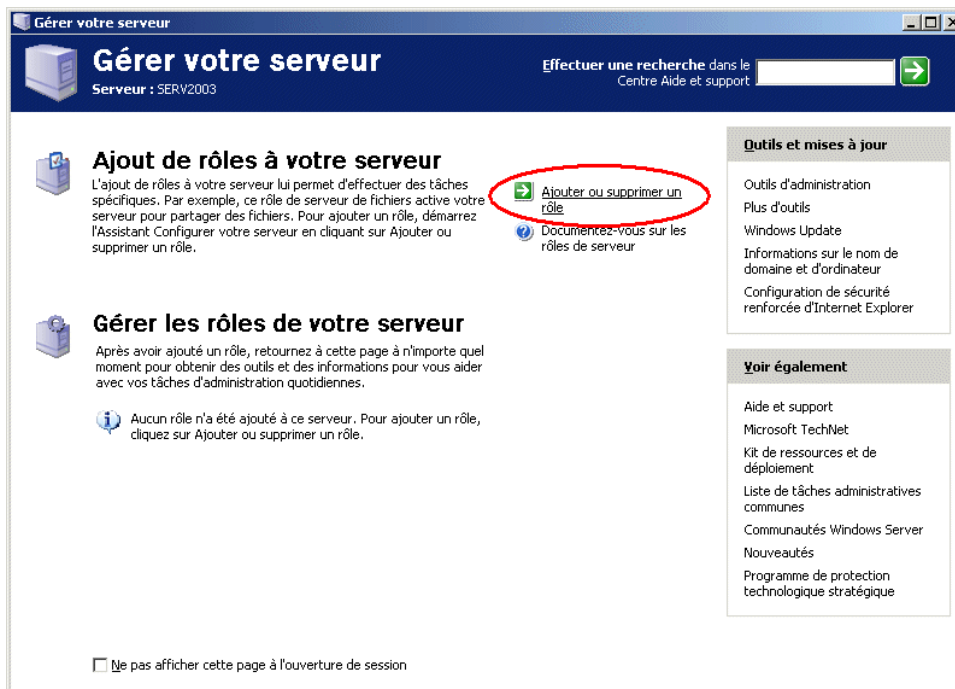 Gérer votre serveur
Gérer votre serveur
Serveur : SERV2003
Effectuer une recherche dans le
Centre Aide et support
Ajout de rôles à votre serveur
L'ajout de rôles à votre serveur lui permet d'effectuer des tâches
spécifiques. Par exemple, ce rôle de serveur de fichiers active votre
serveur pour partager des fichiers. Pour ajouter un rôle, démarrez
l'Assistant Configurer votre serveur en cliquant sur Ajouter ou
supprimer un rôle.
Ajouter ou supprimer un
rôle
Documentez-vous sur les
rôles de serveur
Gérer les rôles de votre serveur
Après avoir ajouté un rôle, retournez à cette page à n'importe quel
moment pour obtenir des outils et des informations pour vous aider
avec vos tâches d'administration quotidiennes.
Aucun rôle n'a été ajouté à ce serveur. Pour ajouter un rôle,
cliquez sur Ajouter ou supprimer un rôle.
Outils et mises à jour
Outils d'administration
Plus d'outils
Windows Update
Informations sur le nom de
domaine et d'ordinateur
Configuration de sécurité
renforcée d'Internet Explorer
Voir également
Aide et support
Microsoft TechNet
Kit de ressources et de
déploiement
Liste de tâches administratives
communes
Communautés Windows Server
Nouveautés
Programme de protection
technologique stratégique
Ne pas afficher cette page à l'ouverture de session